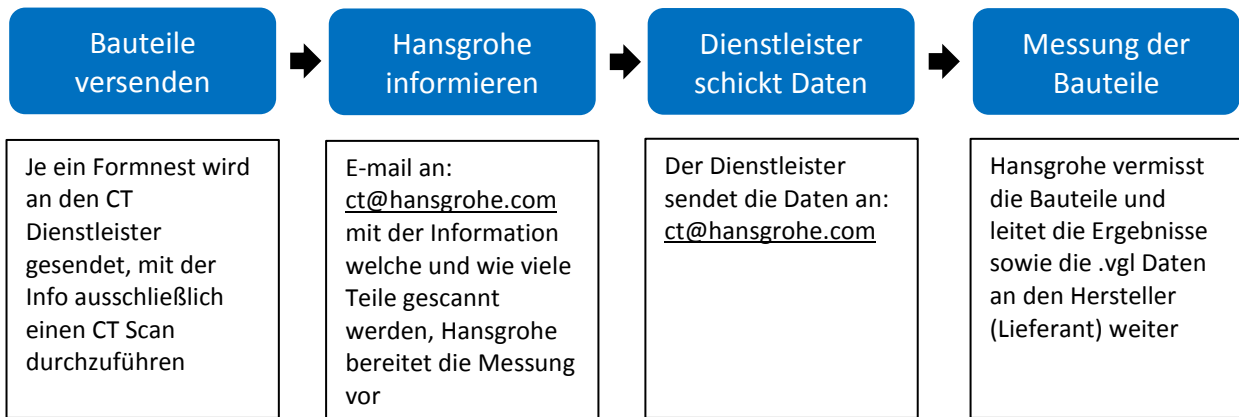 Bauteile
versenden
Hansgrohe
informieren
Dienstleister
schickt Daten
Messung der
Bauteile
Je ein Formnest wird
an den CT
Dienstleister
gesendet, mit der
Info ausschließlich
einen CT Scan
durchzuführen
E-mail an:
ct@hansgrohe.com
mit der Information
welche und wie viele
Teile gescannt
werden, Hansgrohe
bereitet die Messung
vor
Der Dienstleister
sendet die Daten an:
ct@hansgrohe.com
Hansgrohe vermisst
die Bauteile und
leitet die Ergebnisse
sowie die .vgl Daten
an den Hersteller
(Lieferant) weiter